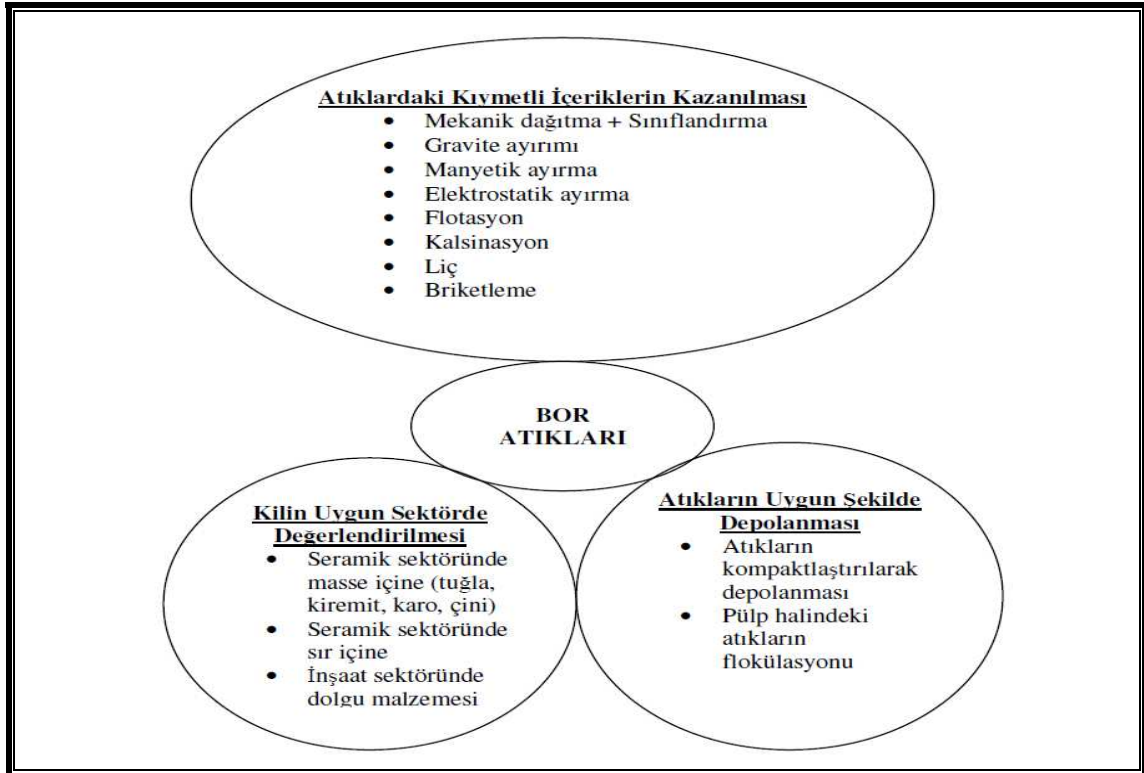 Atıklardaki Kıymetli İçeriklerin Kazanılması
• Mekanik dağıtma + Sınıflandırma
• Gravite ayırımı
• Manyetik ayırma
• Elektrostatik ayırma
• Flotasyon
• Kalsinasyon
• Liç
• Briketleme
BOR
ATIKLARI
Kilin Uygun Sektörde
Değerlendirilmesi
• Seramik sektöründe
masse içine (tuğla,
kiremit, karo, çini)
• Seramik sektöründe
sır içine
• İnşaat sektöründe
dolgu malzemesi
Atıkların Uygun Şekilde
Depolanması
• Atıkların
kompaktlaştırılarak
depolanması
• Pülp halindeki
atıkların
flokülasyonu